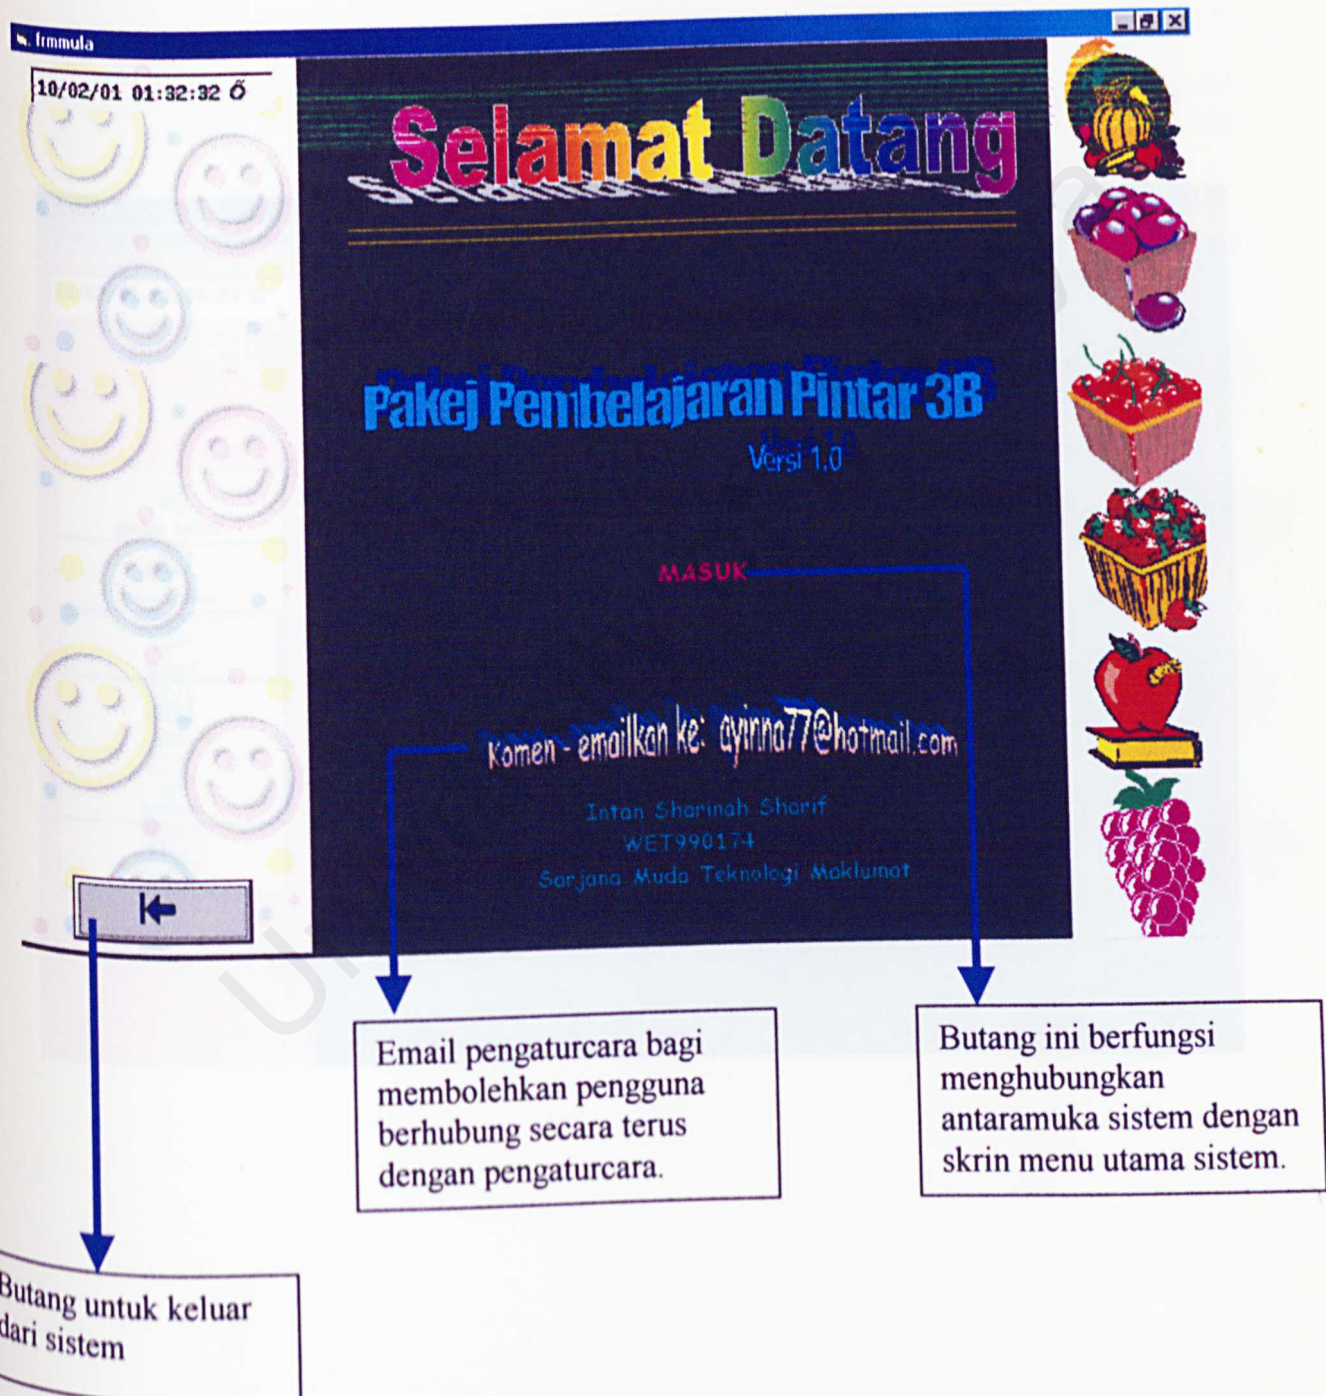 frmmula
10/02/01 01:32:32 Õ
Selamat Datang
Pakej Pembelajaran Pintar 3B
Versi 1.0
MASUK
Komen - emailkan ke: ayinna77@hotmail.com
Intan Sharinah Sharif
WET990174
Sarjana Muda Teknologi Maklumat
Email pengaturcara bagi
membolehkan pengguna
berhubung secara terus
dengan pengaturcara.
Butang ini berfungsi
menghubungkan
antaramuka sistem dengan
skrin menu utama sistem.
Butang untuk keluar
dari sistem